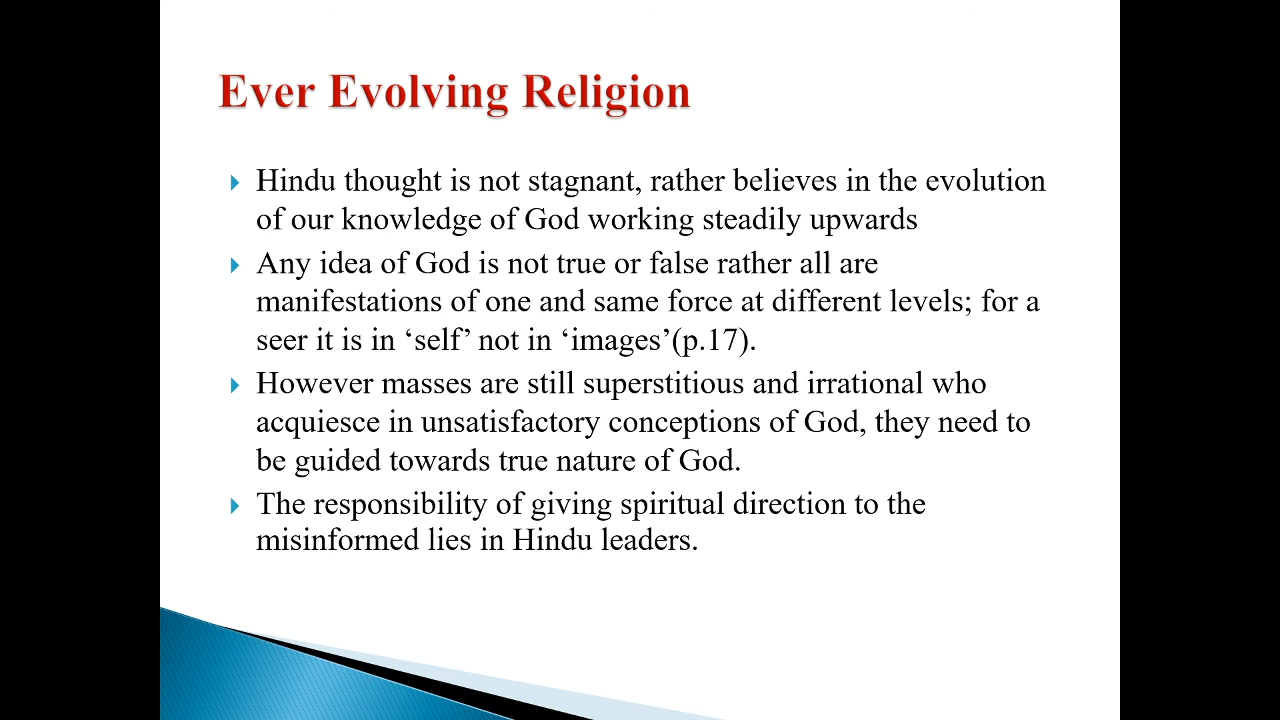 Ever Evolving Religion
Hindu thought is not stagnant, rather believes in the evolution
of our knowledge of God working steadily upwards
Any idea of God is not true or false rather all are
manifestations of one and same force at different levels; for a
seer it is in ‘self’ not in ‘images’(p.17).
However masses are still superstitious and irrational who
acquiesce in unsatisfactory conceptions of God, they need to
be guided towards true nature of God.
The responsibility of giving spiritual direction to the
misinformed lies in Hindu leaders.